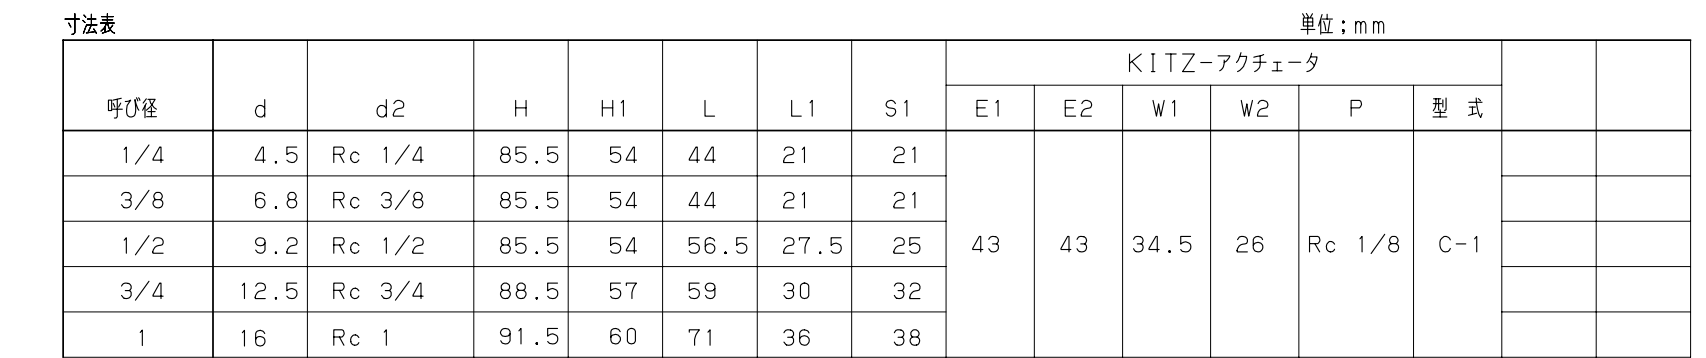 寸法表 単位;mm
KITZ-アクチェータ
呼び径 d d2 H H1 L L1 S1 E1 E2 W1 W2 P 型式
1/4 4.5 Rc 1/4 85.5 54 44 21 21
3/8 6.8 Rc 3/8 85.5 54 44 21 21
1/2 9.2 Rc 1/2 85.5 54 56.5 27.5 25 43 43 34.5 26 Rc 1/8 C-1
3/4 12.5 Rc 3/4 88.5 57 59 30 32
1 16 Rc 1 91.5 60 71 36 38